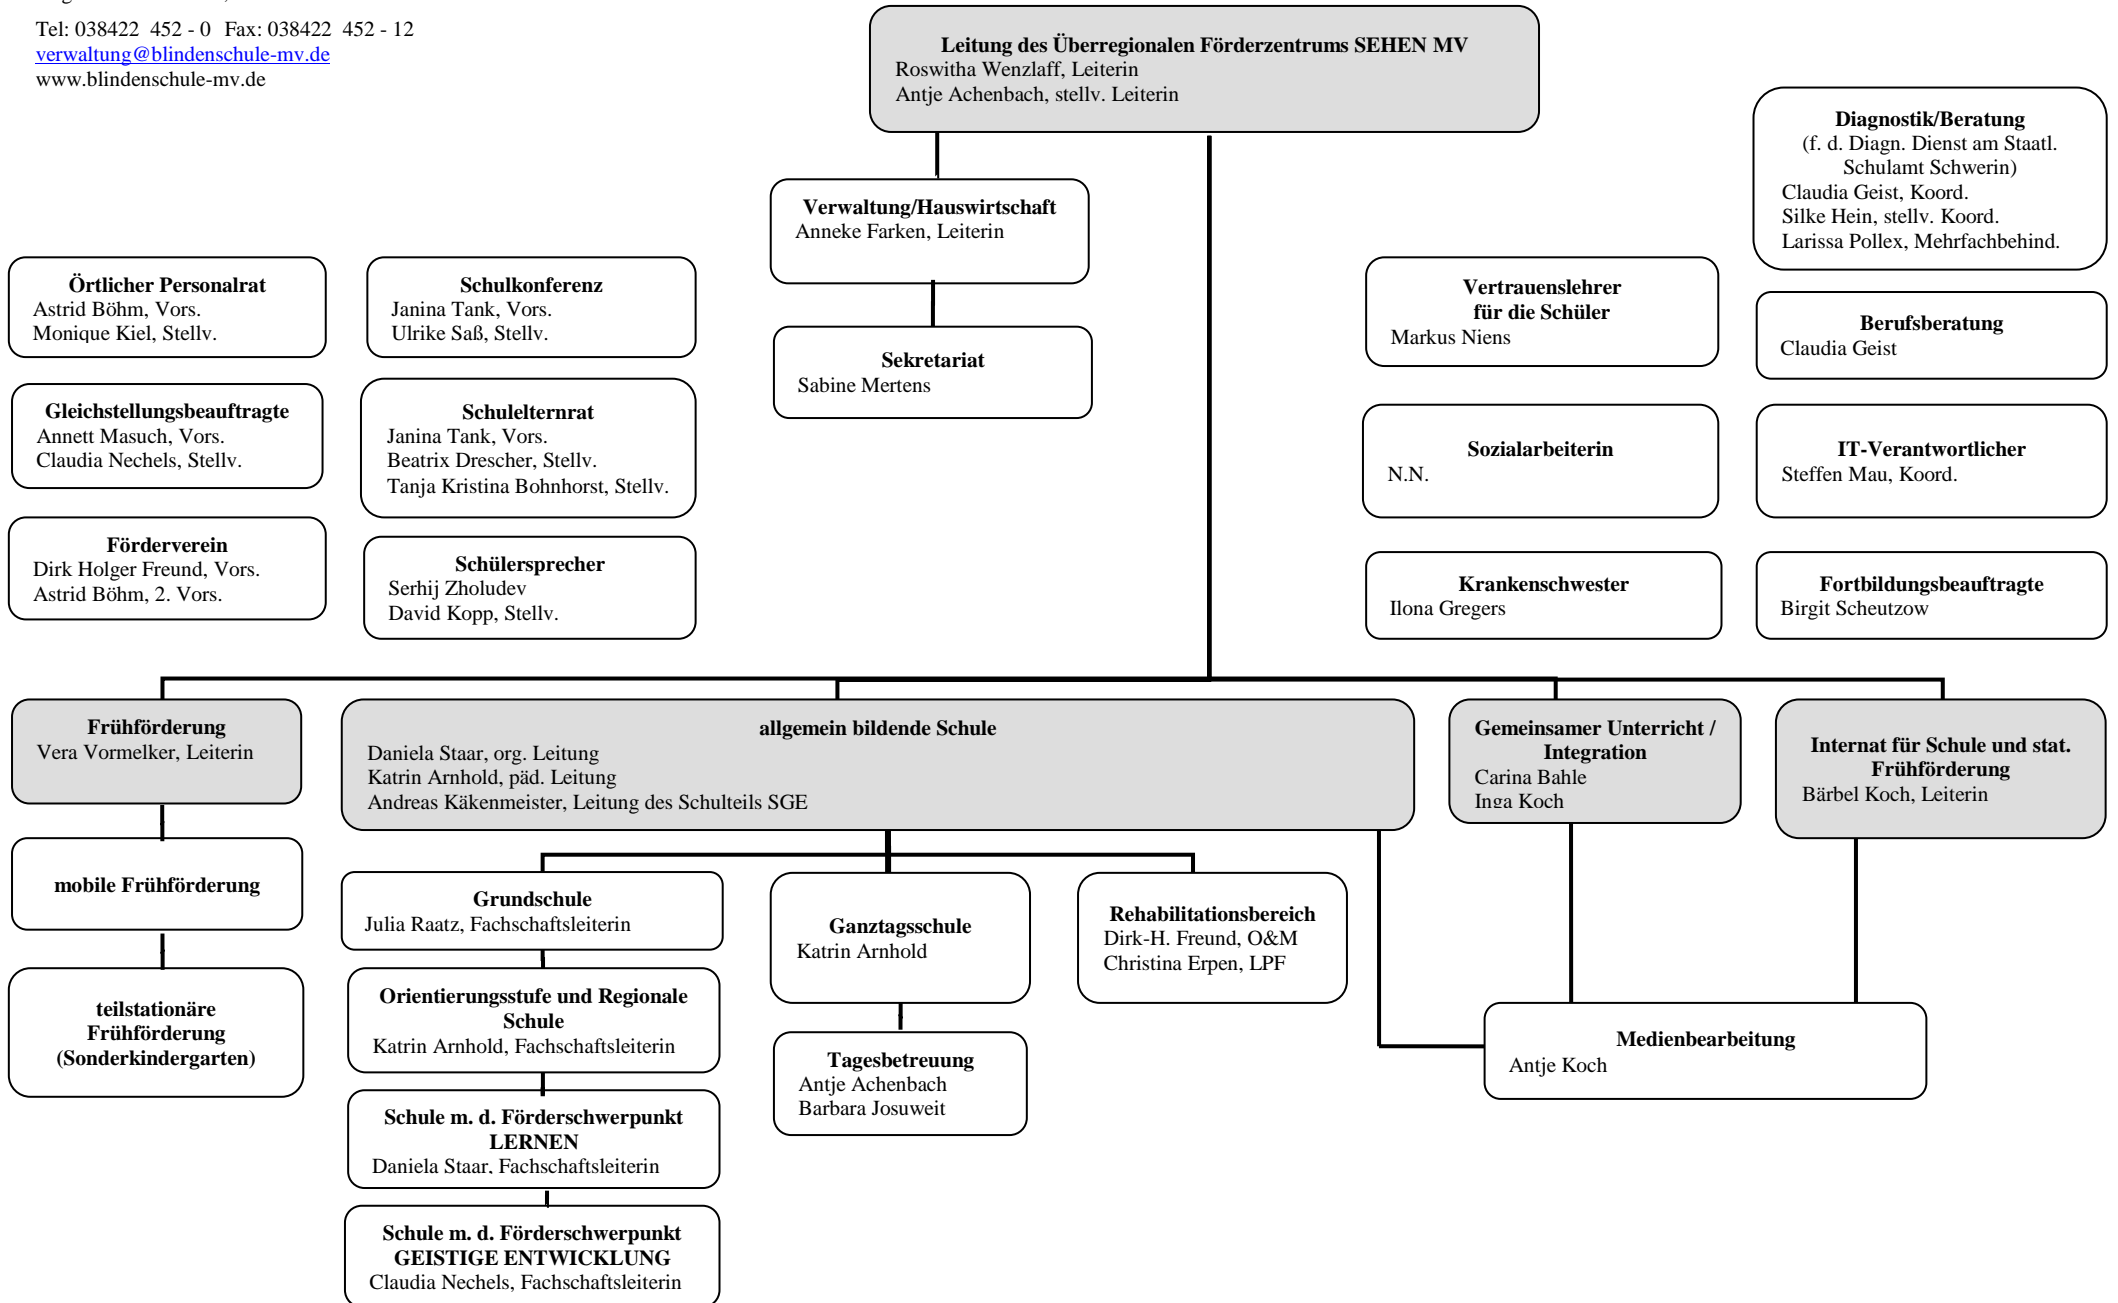 Tel: 038422 452 - 0 Fax: 038422 452 - 12
verwaltung@blindenschule-mv.de
www.blindenschule-mv.de
Leitung des Überregionalen Förderzentrums SEHEN MV
Roswitha Wenzlaff, Leiterin
Antje Achenbach, stellv. Leiterin
Diagnostik/Beratung
(f. d. Diagn. Dienst am Staatl.
Schulamt Schwerin)
Claudia Geist, Koord.
Silke Hein, stellv. Koord.
Larissa Pollex, Mehrfachbehind.
Verwaltung/Hauswirtschaft
Anneke Farken, Leiterin
Örtlicher Personalrat
Astrid Böhm, Vors.
Monique Kiel, Stellv.
Schulkonferenz
Janina Tank, Vors.
Ulrike Saß, Stellv.
Vertrauenslehrer
für die Schüler
Markus Niens
Berufsberatung
Claudia Geist
Sekretariat
Sabine Mertens
Gleichstellungsbeauftragte
Annett Masuch, Vors.
Claudia Nechels, Stellv.
Schulelternrat
Janina Tank, Vors.
Beatrix Drescher, Stellv.
Tanja Kristina Bohnhorst, Stellv.
Sozialarbeiterin
N.N.
IT-Verantwortlicher
Steffen Mau, Koord.
Förderverein
Dirk Holger Freund, Vors.
Astrid Böhm, 2. Vors.
Schülersprecher
Serhij Zholudev
David Kopp, Stellv.
Krankenschwester
Ilona Gregers
Fortbildungsbeauftragte
Birgit Scheutzow
Frühförderung
Vera Vormelker, Leiterin
allgemein bildende Schule
Daniela Staar, org. Leitung
Katrin Arnhold, päd. Leitung
Andreas Käkenmeister, Leitung des Schulteils SGE
Gemeinsamer Unterricht /
Integration
Carina Bahle
Inga Koch
Internat für Schule und stat.
Frühförderung
Bärbel Koch, Leiterin
mobile Frühförderung
teilstationäre
Frühförderung
(Sonderkindergarten)
Grundschule
Julia Raatz, Fachschaftsleiterin
Ganztagsschule
Katrin Arnhold
Rehabilitationsbereich
Dirk-H. Freund, O&M
Christina Erpen, LPF
Orientierungsstufe und Regionale
Schule
Katrin Arnhold, Fachschaftsleiterin
Tagesbetreuung
Antje Achenbach
Barbara Josuweit
Medienbearbeitung
Antje Koch
Schule m. d. Förderschwerpunkt
LERNEN
Daniela Staar, Fachschaftsleiterin
Schule m. d. Förderschwerpunkt
GEISTIGE ENTWICKLUNG
Claudia Nechels, Fachschaftsleiterin